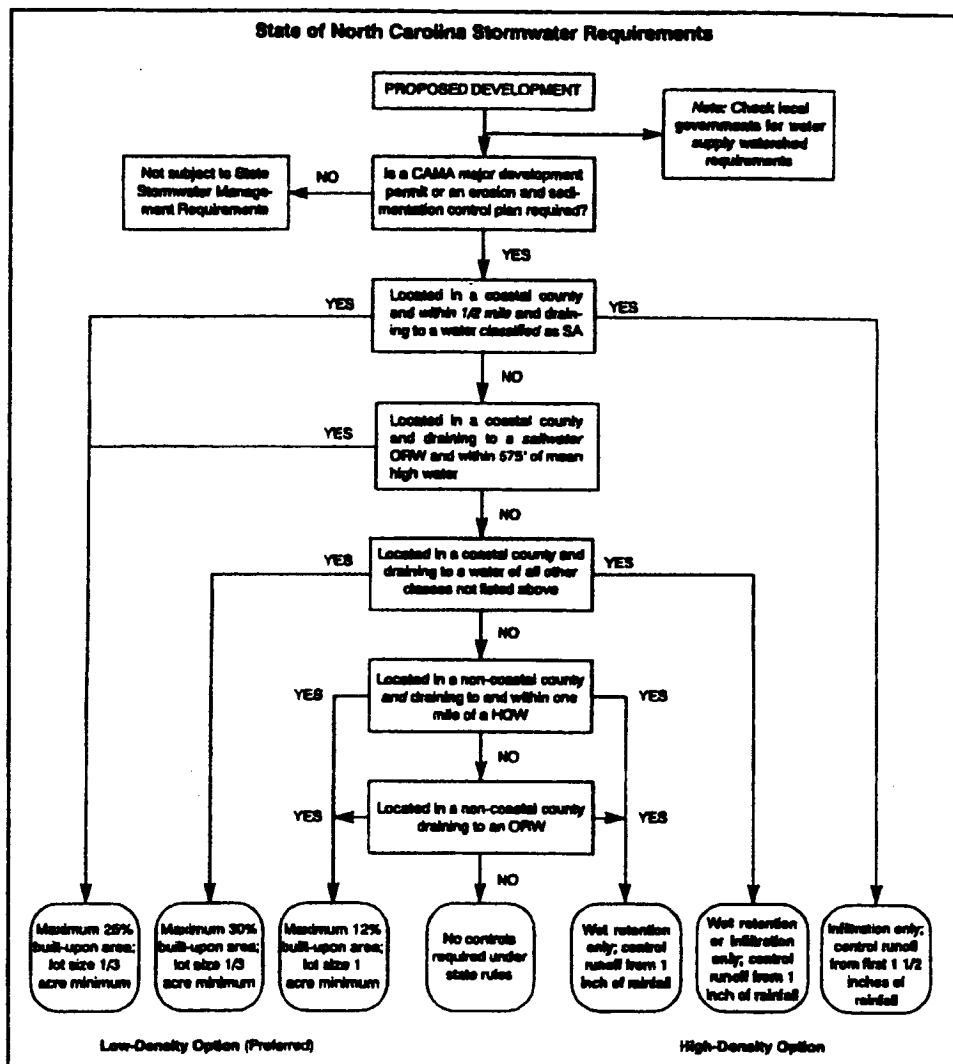 State of North Carolina Stormwater Requirements
PROPOSED DEVELOPMENT
Note: Check local
governments for water
supply watershed
requirements
Not subject to State
Stormwater Manage-
ment Requirements
NO
Is a CAMA major development
permit or an erosion and sed-
imentation control plan required?
YES
YES
Located in a coastal county
and within 1/2 mile and drain-
ing to a water classified as SA
YES
NO
YES
Located in a coastal county
and draining to a saltwater
ORW and within 575' of mean
high water
NO
YES
Located in a coastal county and
draining to a water of all other
classes not listed above
YES
NO
YES
Located in a non-coastal county
and draining to and within one
mile of a HQW
YES
NO
YES
Located in a non-coastal county
draining to an ORW
YES
NO
Maximum 25%
built-upon area;
lot size 1/3
acre minimum
Maximum 30%
built-upon area;
lot size 1/3
acre minimum
Maximum 12%
built-upon area;
lot size 1
acre minimum
No controls
required under
state rules
Wet retention
only; control
runoff from 1
inch of rainfall
Wet retention
or infiltration
only; control
runoff from 1
inch of rainfall
Infiltration only;
control runoff
from first 1 1/2
inches of
rainfall
Low-Density Option (Preferred)
High-Density Option